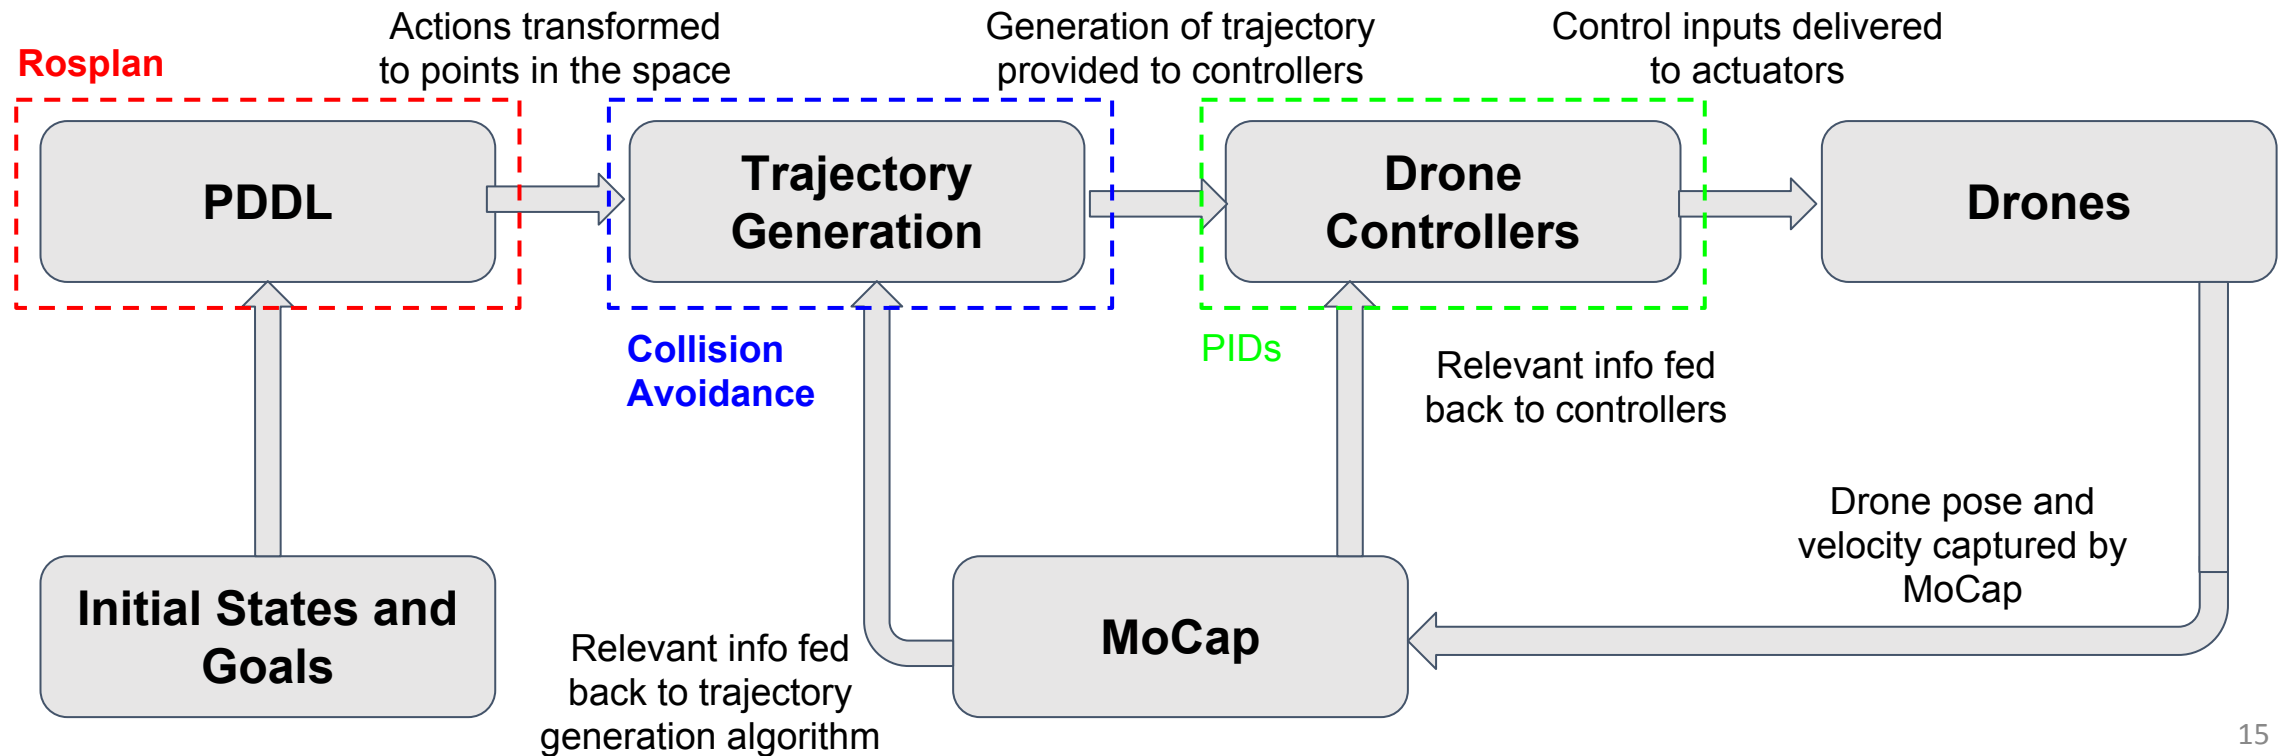 Rosplan
Actions transformed
to points in the space
Generation of trajectory
provided to controllers
Control inputs delivered
to actuators
PDDL
Trajectory
Generation
Drone
Controllers
Drones
Collision
Avoidance
PIDs
Relevant info fed
back to controllers
Drone pose and
velocity captured by
MoCap
Initial States and
Goals
Relevant info fed
back to trajectory
generation algorithm
MoCap
15